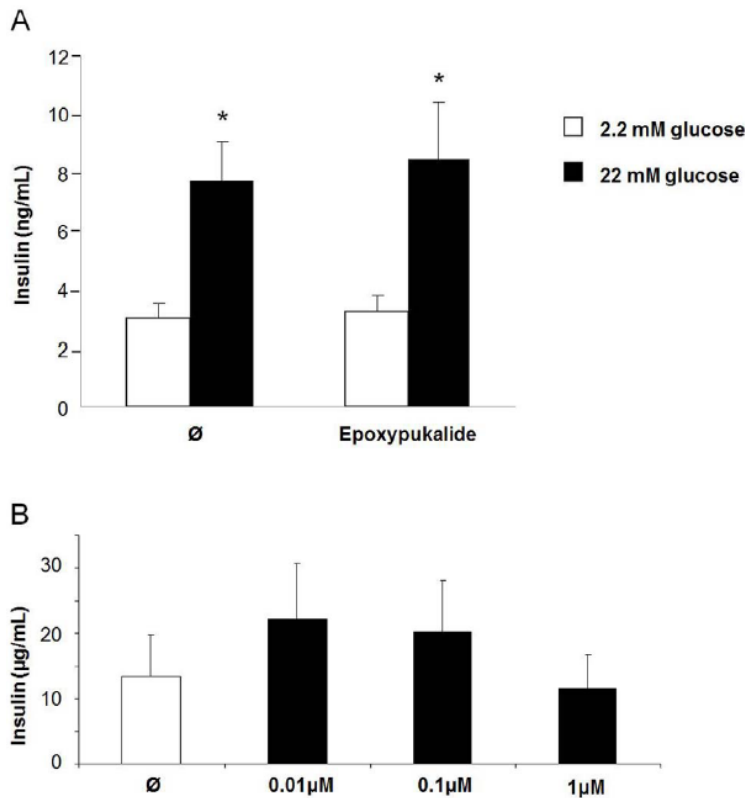 A
12
10
8
6
4
2
0
Insulin (ng/mL)
*
*
2.2 mM glucose
22 mM glucose
Ø
Epoxypukalide
B
30
20
10
0
Insulin (µg/mL)
Ø
0.01µM
0.1µM
1µM